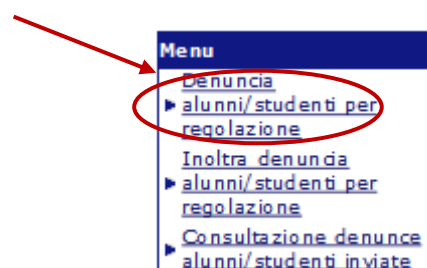 Menu
Denuncia
alunni/studenti per
regolazione
Inoltra denuncia
alunni/studenti per
regolazione
Consultazione denunce
alunni/studenti inviate